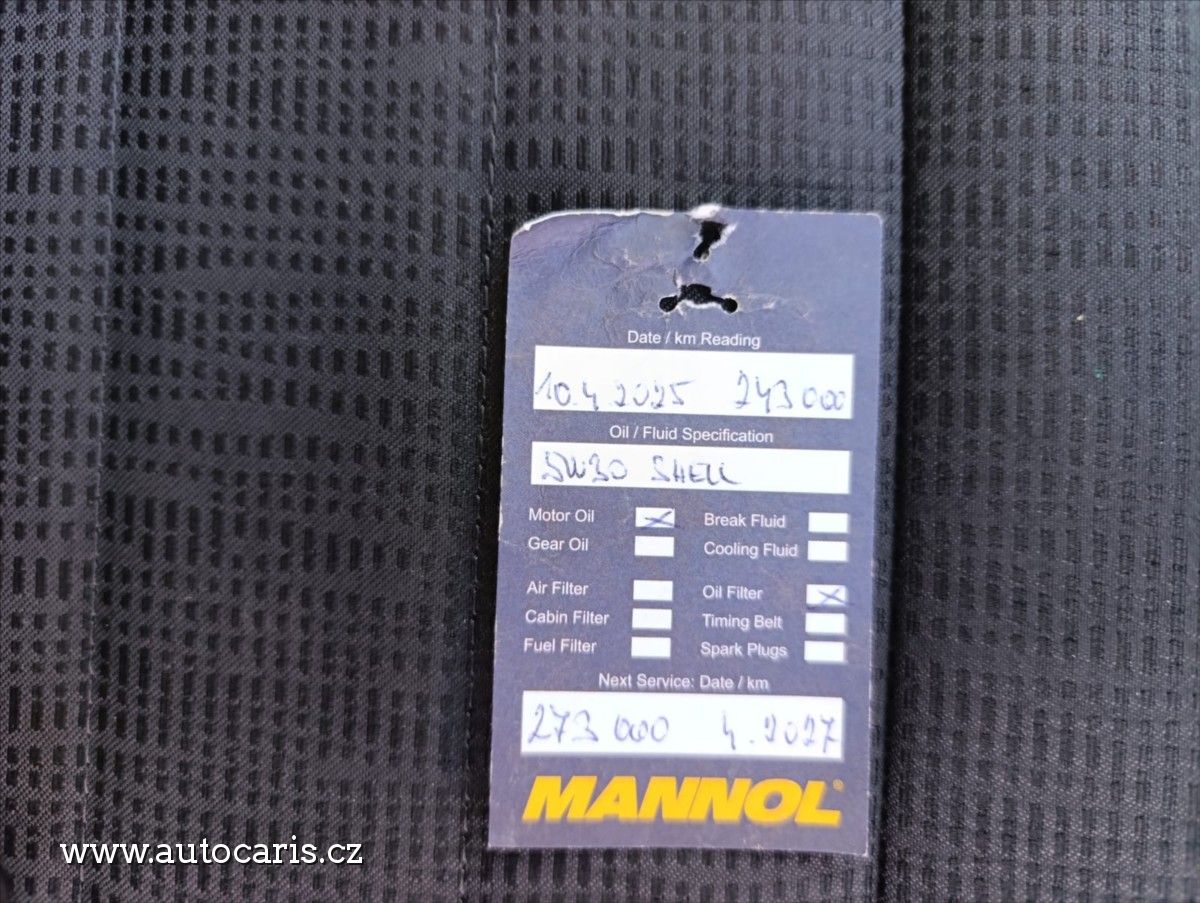 Date / km Reading
10.4 2025 243 000
Oil / Fluid Specification
5W30 SHELL
Motor Oil Break Fluid
Gear Oil Cooling Fluid
Air Filter Oil Filter
Cabin Filter Timing Belt
Fuel Filter Spark Plugs
Next Service: Date / km
273 000 4.2027
MANNOL®
www.autocaris.cz